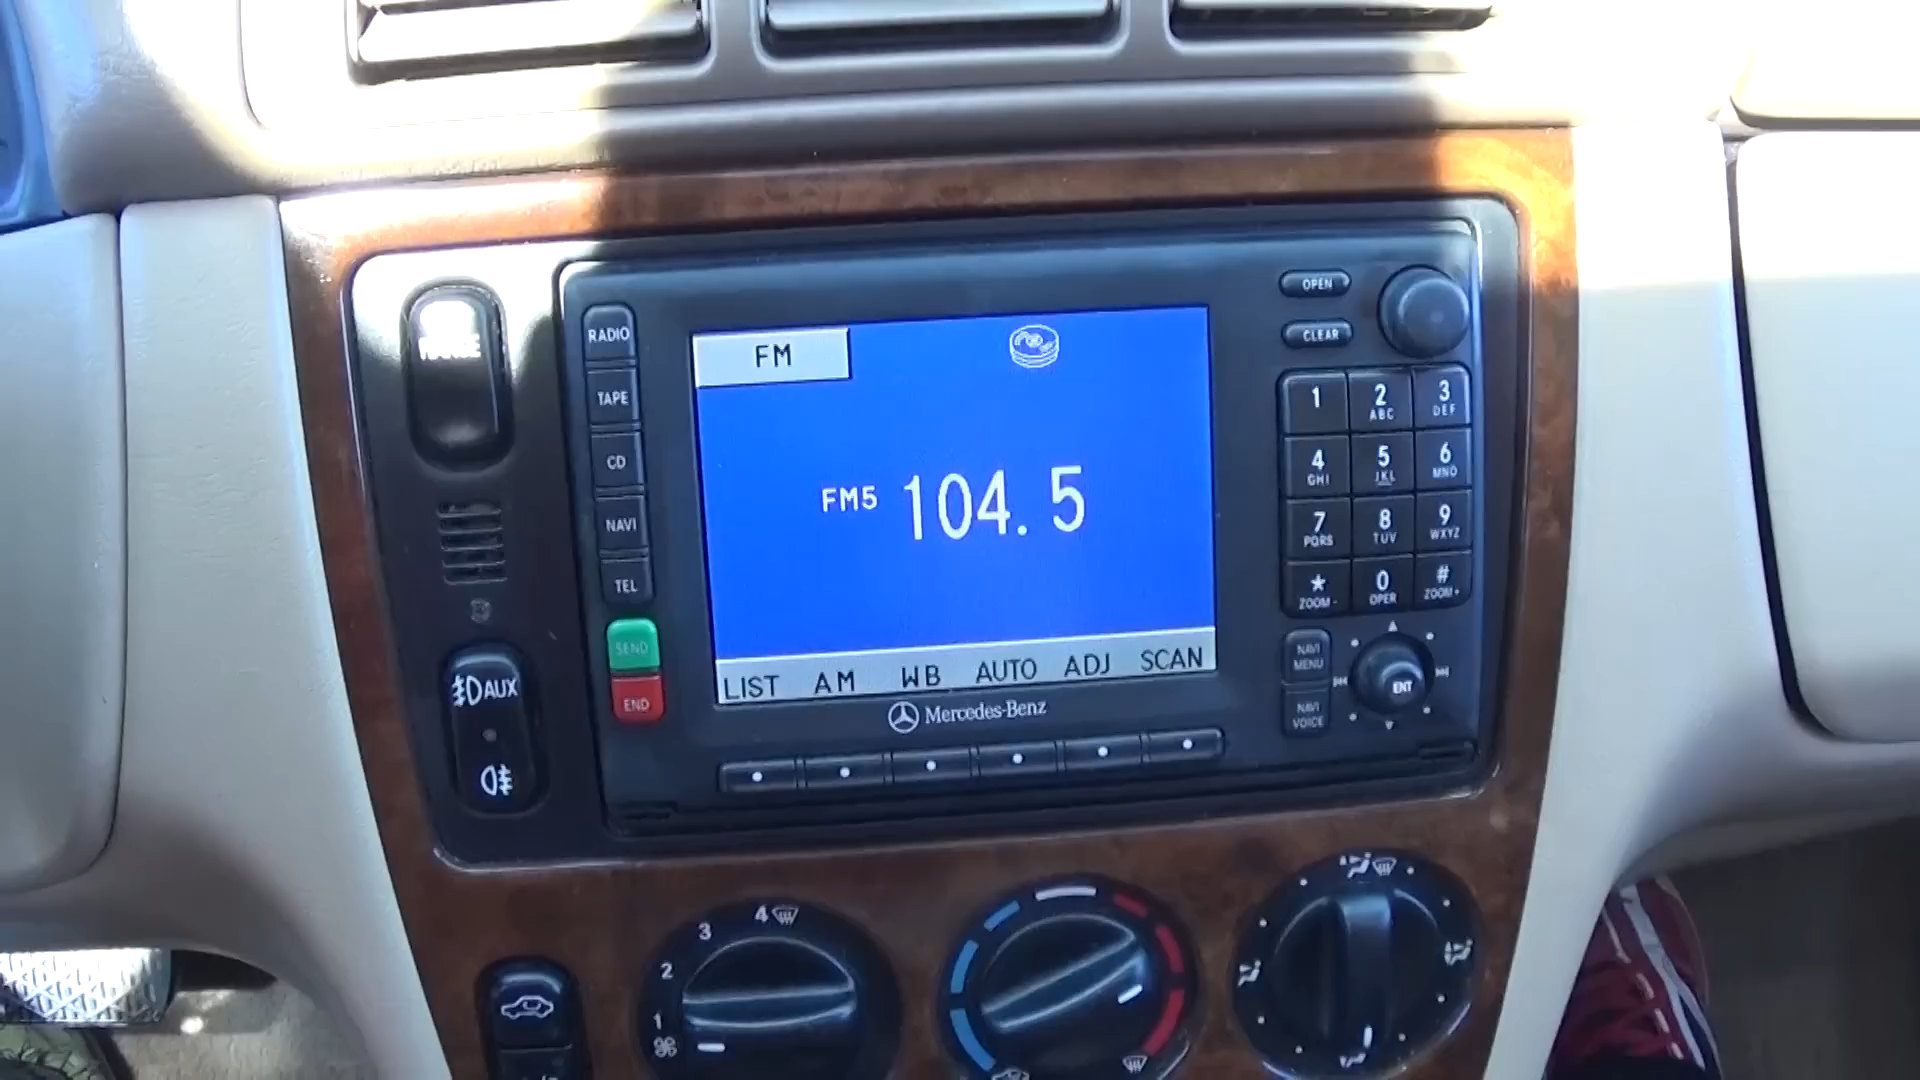 OPEN
RADIO
FM
CLEAR
TAPE
1
2
ABC
3
DEF
CD
4
GHI
5
JKL
6
MNO
FM5 104.5
NAVI
7
PQRS
8
TUV
9
WXYZ
TEL
*
ZOOM -
0
OPER
#
ZOOM +
SEND
END
LIST AM WB AUTO ADJ SCAN
NAVI
MENU
ENT
NAVI
VOICE
Mercedes-Benz
AUX
4
3
2
1